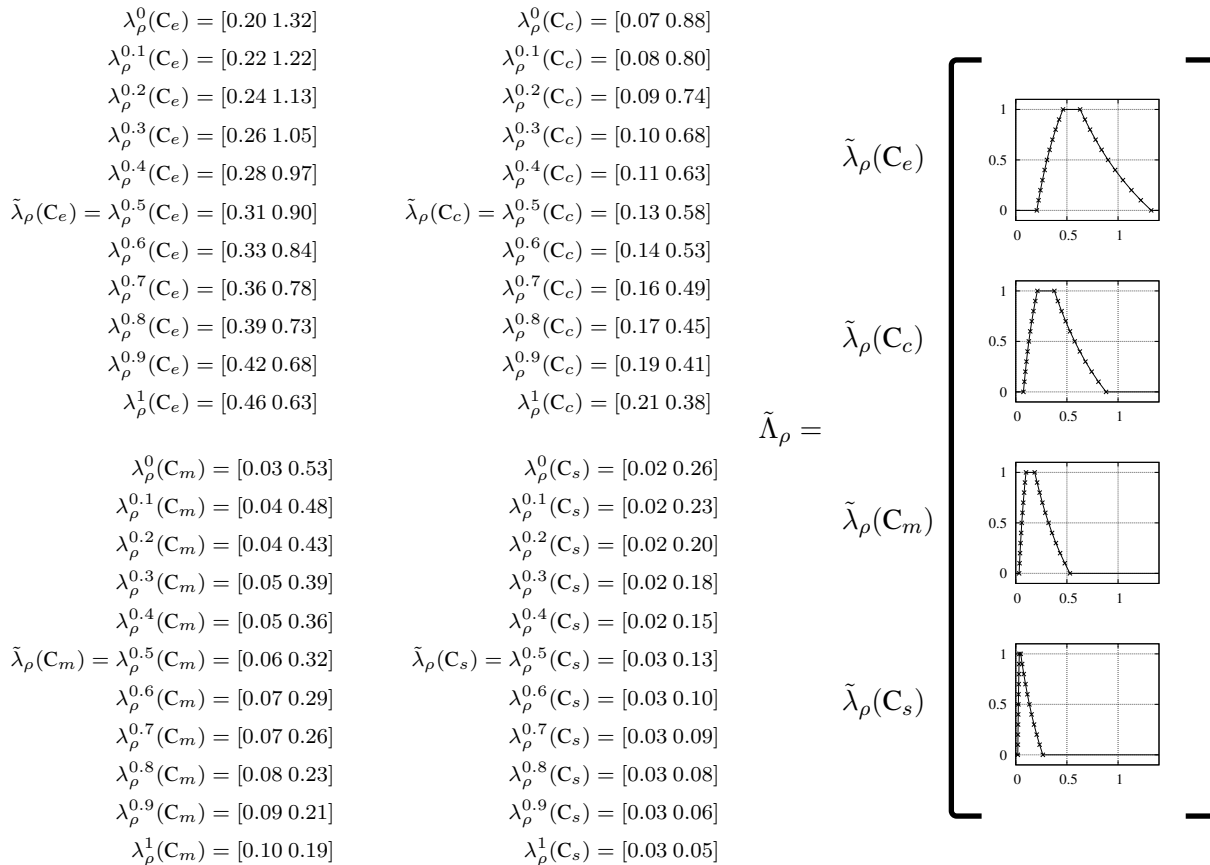 λ_ρ^0(C_e) = [0.20 1.32]
λ_ρ^{0.1}(C_e) = [0.22 1.22]
λ_ρ^{0.2}(C_e) = [0.24 1.13]
λ_ρ^{0.3}(C_e) = [0.26 1.05]
λ_ρ^{0.4}(C_e) = [0.28 0.97]
λ̃_ρ(C_e) = λ_ρ^{0.5}(C_e) = [0.31 0.90]
λ_ρ^{0.6}(C_e) = [0.33 0.84]
λ_ρ^{0.7}(C_e) = [0.36 0.78]
λ_ρ^{0.8}(C_e) = [0.39 0.73]
λ_ρ^{0.9}(C_e) = [0.42 0.68]
λ_ρ^1(C_e) = [0.46 0.63]
λ_ρ^0(C_c) = [0.07 0.88]
λ_ρ^{0.1}(C_c) = [0.08 0.80]
λ_ρ^{0.2}(C_c) = [0.09 0.74]
λ_ρ^{0.3}(C_c) = [0.10 0.68]
λ_ρ^{0.4}(C_c) = [0.11 0.63]
λ̃_ρ(C_c) = λ_ρ^{0.5}(C_c) = [0.13 0.58]
λ_ρ^{0.6}(C_c) = [0.14 0.53]
λ_ρ^{0.7}(C_c) = [0.16 0.49]
λ_ρ^{0.8}(C_c) = [0.17 0.45]
λ_ρ^{0.9}(C_c) = [0.19 0.41]
λ_ρ^1(C_c) = [0.21 0.38]
λ_ρ^0(C_m) = [0.03 0.53]
λ_ρ^{0.1}(C_m) = [0.04 0.48]
λ_ρ^{0.2}(C_m) = [0.04 0.43]
λ_ρ^{0.3}(C_m) = [0.05 0.39]
λ_ρ^{0.4}(C_m) = [0.05 0.36]
λ̃_ρ(C_m) = λ_ρ^{0.5}(C_m) = [0.06 0.32]
λ_ρ^{0.6}(C_m) = [0.07 0.29]
λ_ρ^{0.7}(C_m) = [0.07 0.26]
λ_ρ^{0.8}(C_m) = [0.08 0.23]
λ_ρ^{0.9}(C_m) = [0.09 0.21]
λ_ρ^1(C_m) = [0.10 0.19]
λ_ρ^0(C_s) = [0.02 0.26]
λ_ρ^{0.1}(C_s) = [0.02 0.23]
λ_ρ^{0.2}(C_s) = [0.02 0.20]
λ_ρ^{0.3}(C_s) = [0.02 0.18]
λ_ρ^{0.4}(C_s) = [0.02 0.15]
λ̃_ρ(C_s) = λ_ρ^{0.5}(C_s) = [0.03 0.13]
λ_ρ^{0.6}(C_s) = [0.03 0.10]
λ_ρ^{0.7}(C_s) = [0.03 0.09]
λ_ρ^{0.8}(C_s) = [0.03 0.08]
λ_ρ^{0.9}(C_s) = [0.03 0.06]
λ_ρ^1(C_s) = [0.03 0.05]
Λ̃_ρ =
λ̃_ρ(C_e)
1
0.5
0
0 0.5 1
λ̃_ρ(C_c)
1
0.5
0
0 0.5 1
λ̃_ρ(C_m)
1
0.5
0
0 0.5 1
λ̃_ρ(C_s)
1
0.5
0
0 0.5 1